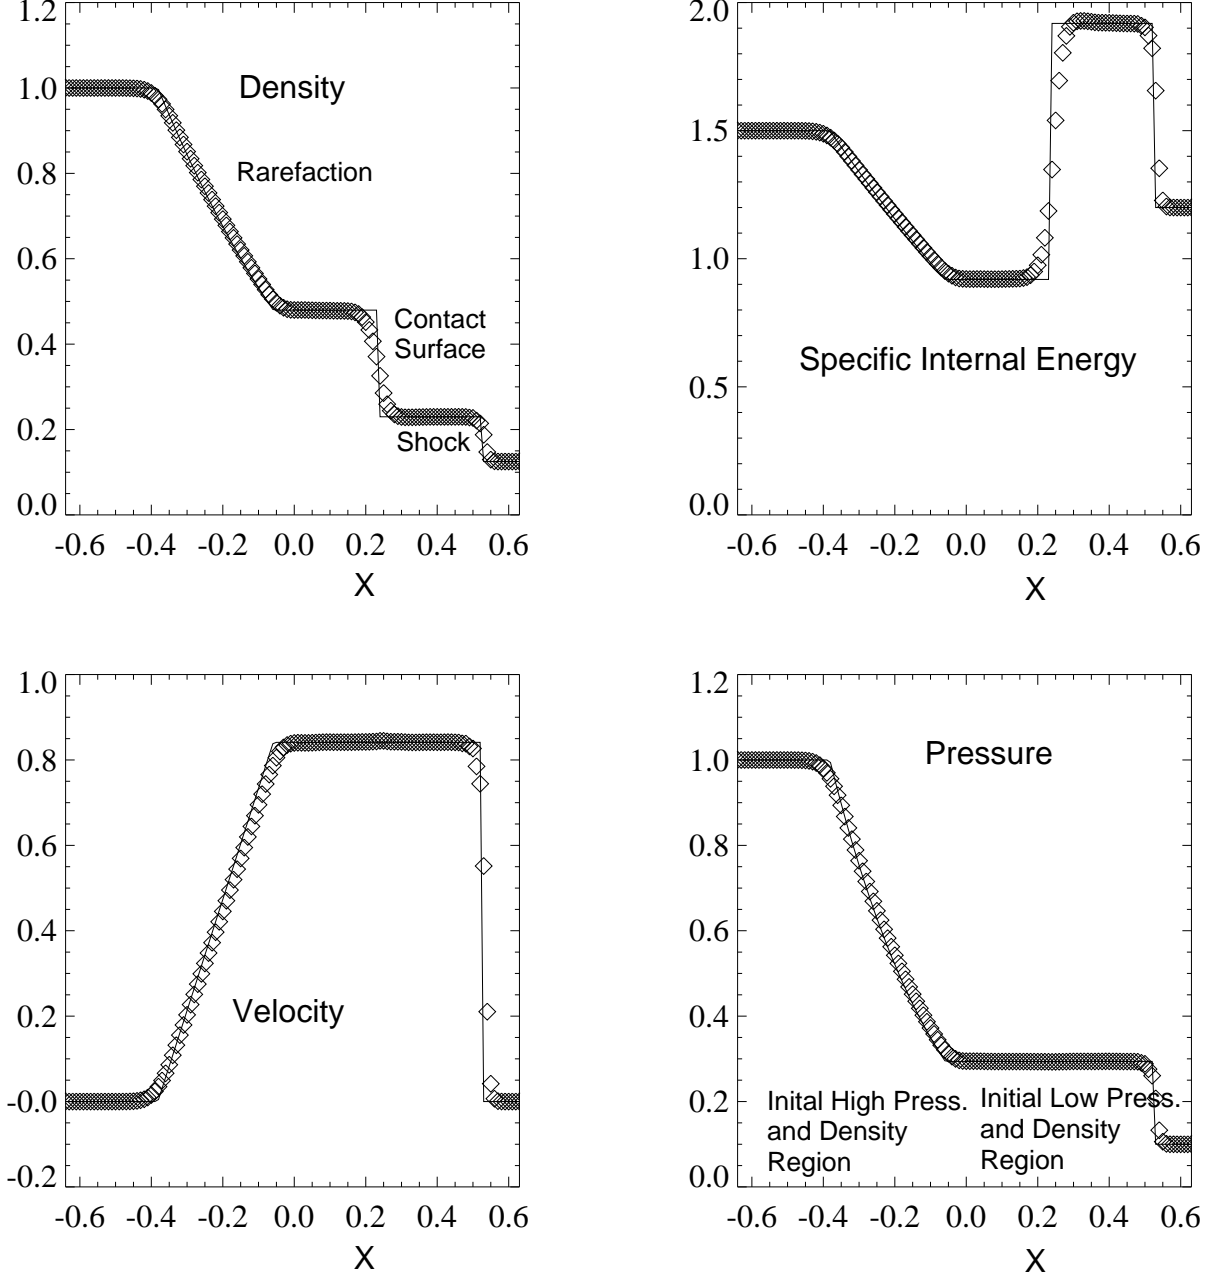 1.2
1.0
0.8
0.6
0.4
0.2
0.0
Density
Rarefaction
Contact
Surface
Shock
-0.6 -0.4 -0.2 0.0 0.2 0.4 0.6
X
2.0
1.5
1.0
0.5
0.0
Specific Internal Energy
-0.6 -0.4 -0.2 0.0 0.2 0.4 0.6
X
1.0
0.8
0.6
0.4
0.2
-0.0
-0.2
Velocity
-0.6 -0.4 -0.2 0.0 0.2 0.4 0.6
X
1.2
1.0
0.8
0.6
0.4
0.2
0.0
Pressure
Inital High Press.
and Density
Region
Initial Low Press.
and Density
Region
-0.6 -0.4 -0.2 0.0 0.2 0.4 0.6
X